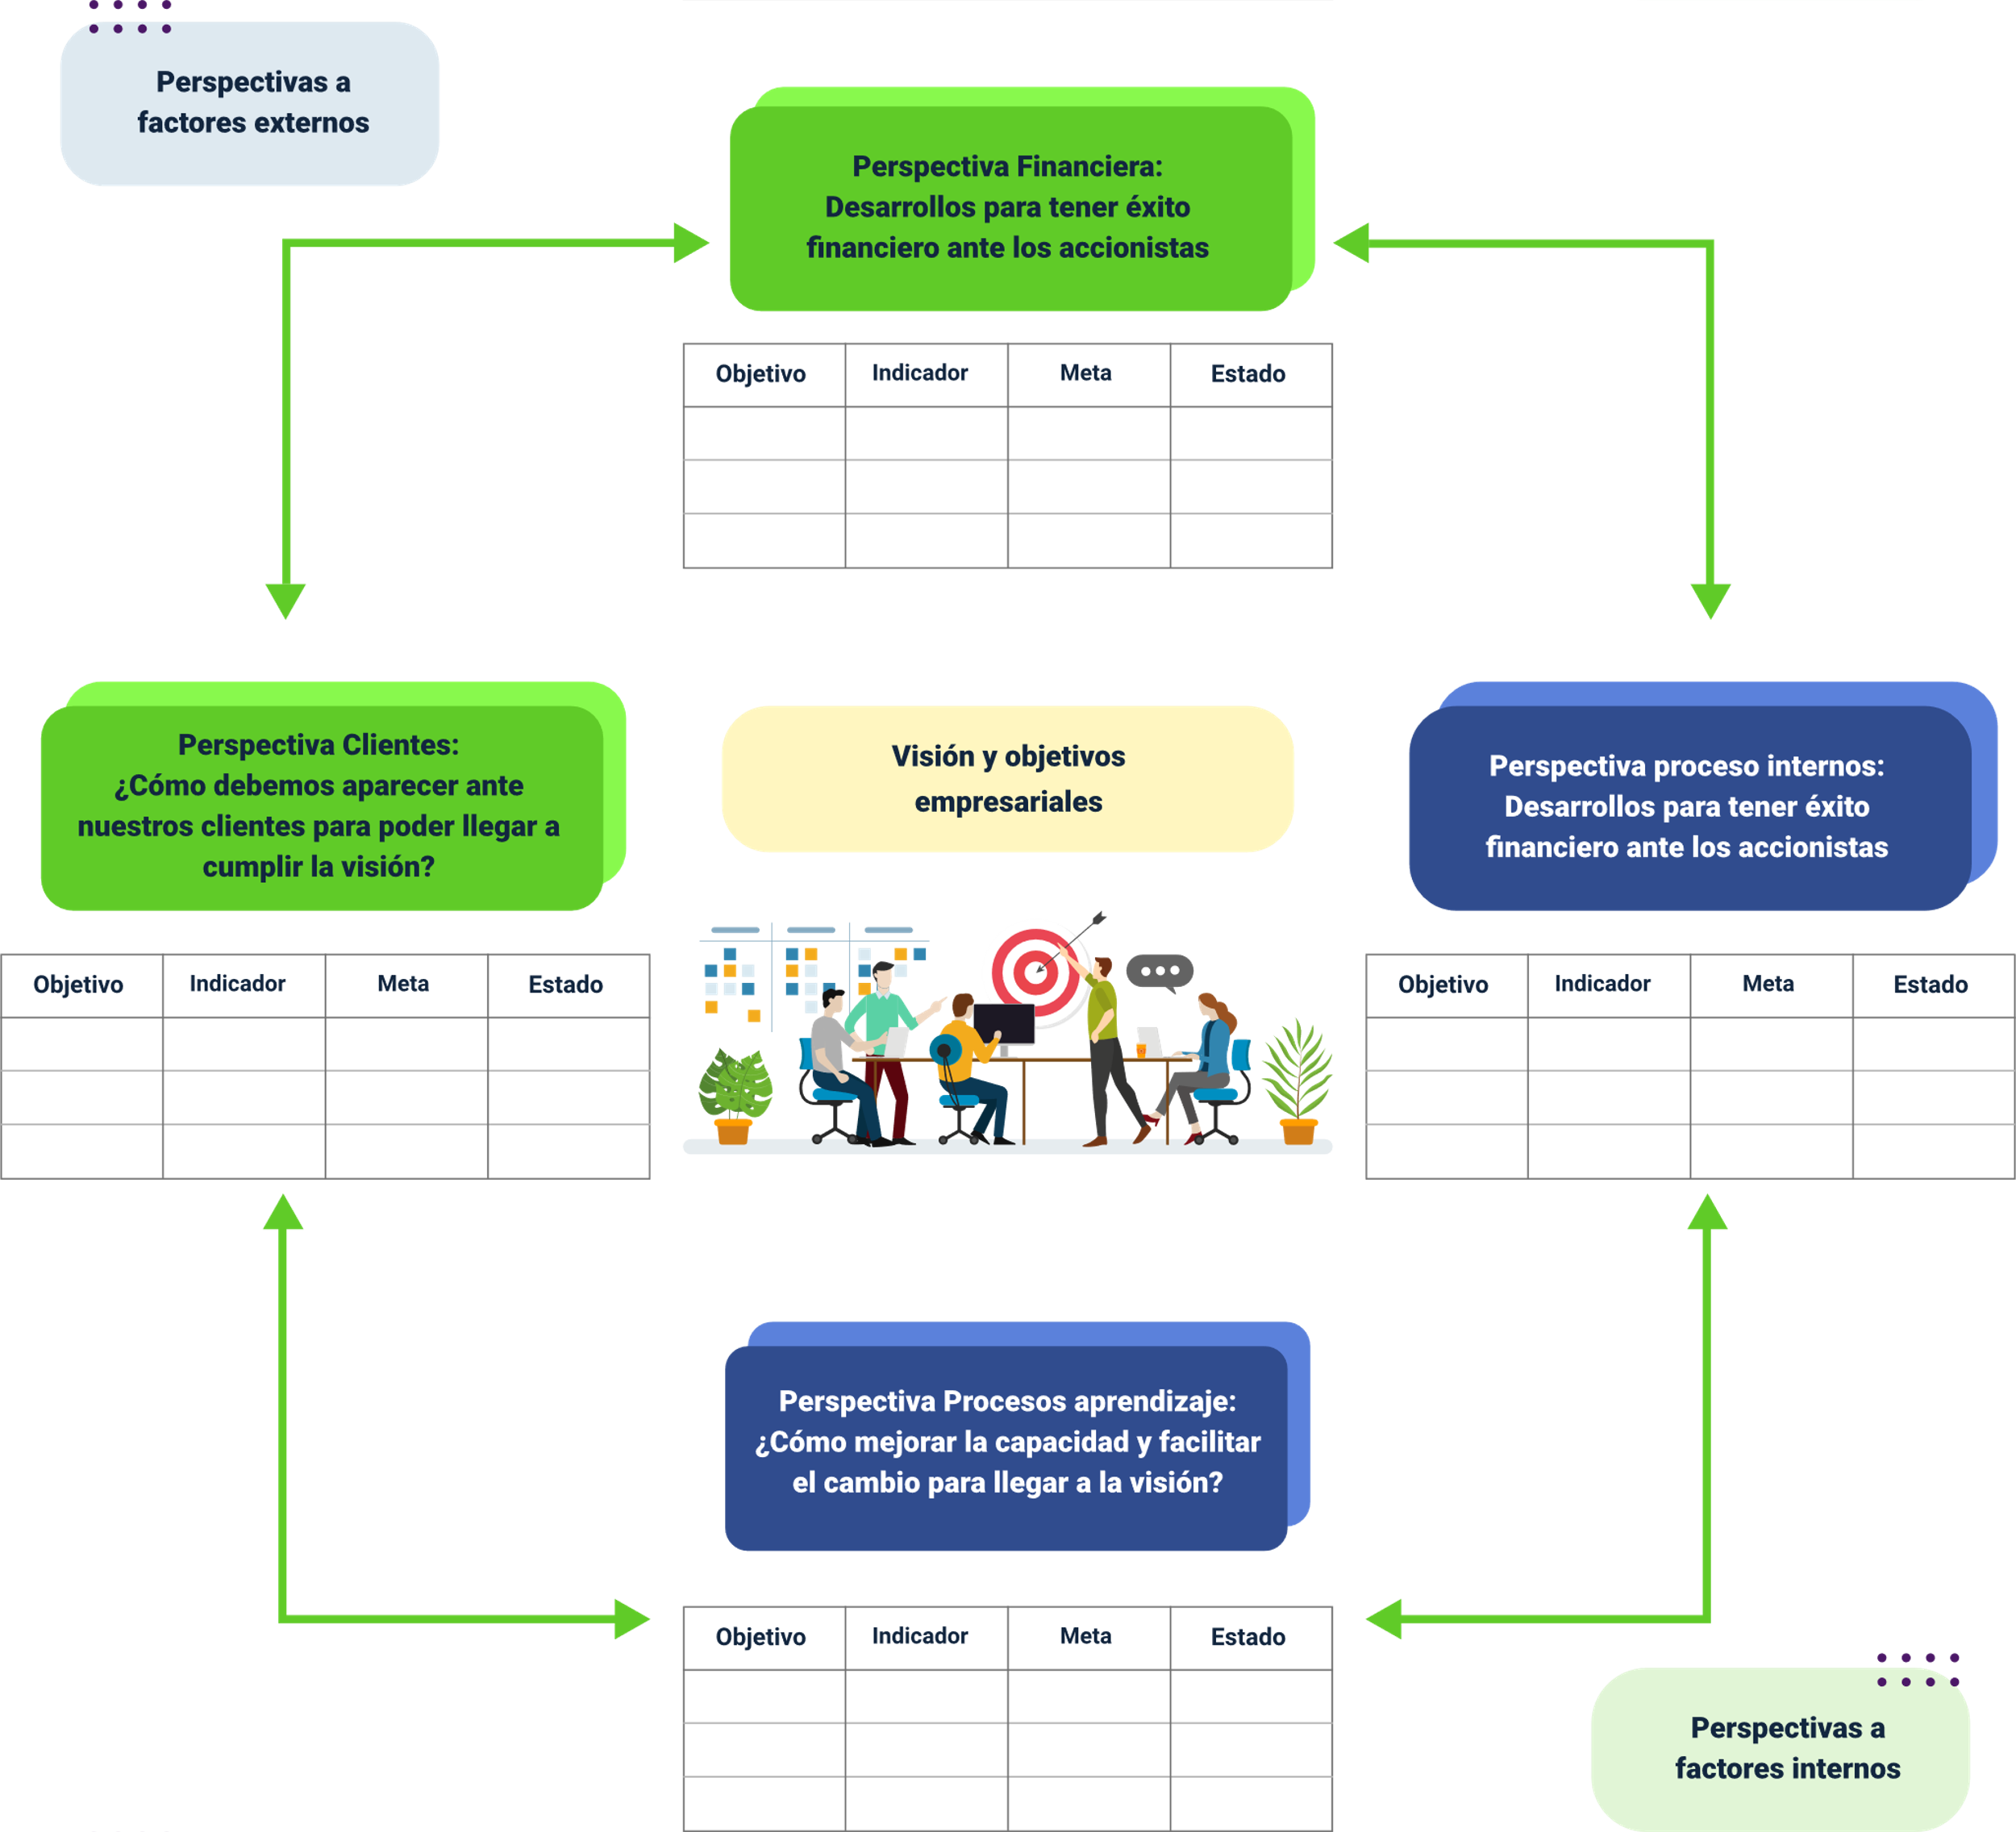 Perspectivas a
factores externos
Perspectiva Financiera:
Desarrollos para tener éxito
financiero ante los accionistas
Objetivo Indicador Meta Estado
Perspectiva Clientes:
¿Cómo debemos aparecer ante
nuestros clientes para poder llegar a
cumplir la visión?
Objetivo Indicador Meta Estado
Visión y objetivos
empresariales
Perspectiva proceso internos:
Desarrollos para tener éxito
financiero ante los accionistas
Objetivo Indicador Meta Estado
Perspectiva Procesos aprendizaje:
¿Cómo mejorar la capacidad y facilitar
el cambio para llegar a la visión?
Objetivo Indicador Meta Estado
Perspectivas a
factores internos